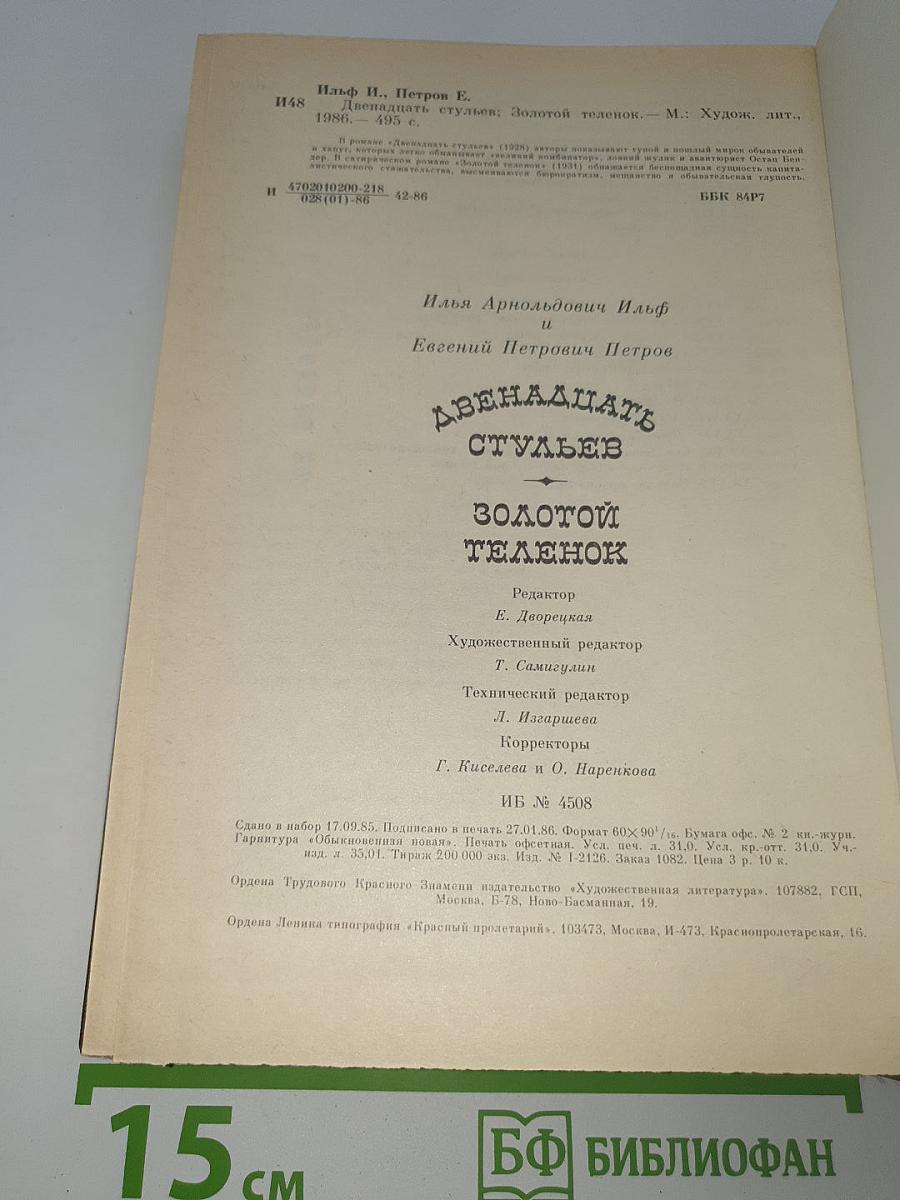 Ильф И., Петров Е.
И48 Двенадцать стульев; Золотой теленок.— М.: Худож. лит.,
1986.— 495 с.
В романе «Двенадцать стульев» (1928) авторы показывают тупой и пошлый мирок обывателей
и хапуг, которых легко обманывает «великий комбинатор», ловкий жулик и авантюрист Остап Бен-
дер. В сатирическом романе «Золотой теленок» (1931) обнажается беспощадная сущность капита-
листического стяжательства, высмеиваются бюрократизм, мещанство и обывательская глупость.
И 4702010200-218
028(01)-86 42-86 ББК 84Р7
Илья Арнольдович Ильф
и
Евгений Петрович Петров
ДВЕНАДЦАТЬ
СТУЛЬЕВ
ЗОЛОТОЙ
ТЕЛЕНОК
Редактор
Е. Дворецкая
Художественный редактор
Т. Самигулин
Технический редактор
Л. Изгаршева
Корректоры
Г. Киселева и О. Наренкова
ИБ № 4508
Сдано в набор 17.09.85. Подписано в печать 27.01.86. Формат 60×90¹/₁₆. Бумага офс. № 2 кн.-журн.
Гарнитура «Обыкновенная новая». Печать офсетная. Усл. печ. л. 31,0. Усл. кр.-отт. 31,0. Уч.-
изд. л. 35,01. Тираж 200 000 экз. Изд. № I-2126. Заказ 1082. Цена 3 р. 10 к.
Ордена Трудового Красного Знамени издательство «Художественная литература». 107882, ГСП,
Москва, Б-78, Ново-Басманная, 19.
Ордена Ленина типография «Красный пролетарий». 103473, Москва, И-473, Краснопролетарская, 16.
15 см
БФ БИБЛИОФАН